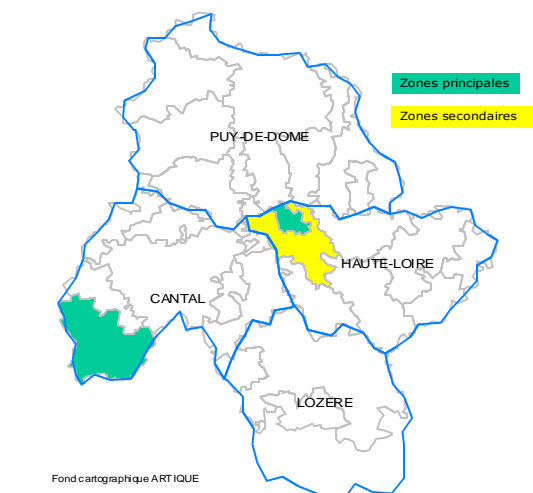 Zones principales
Zones secondaires
PUY-DE-DOME
HAUTE-LOIRE
CANTAL
LOZERE
Fond cartographique ARTIQUE